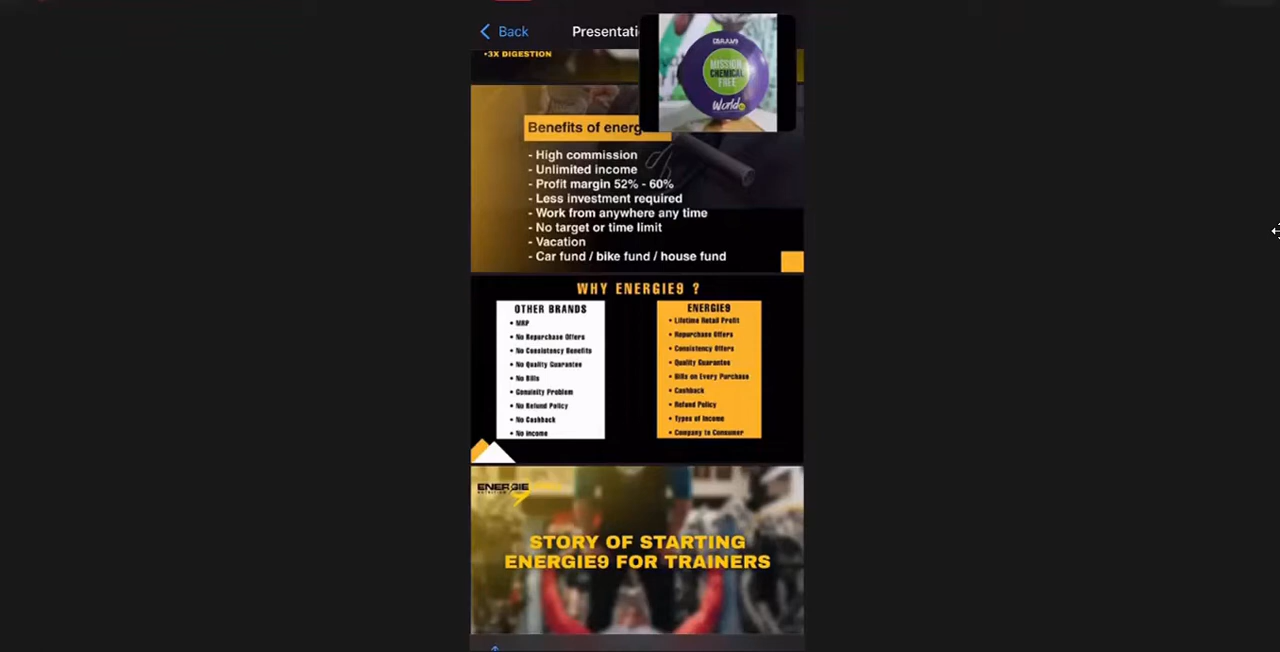 Back
Presentati
•3X DIGESTION
MISSION
CHEMICAL
FREE
World
Benefits of energ
- High commission
- Unlimited income
- Profit margin 52% - 60%
- Less investment required
- Work from anywhere any time
- No target or time limit
- Vacation
- Car fund / bike fund / house fund
WHY ENERGIE9 ?
OTHER BRANDS
• MRP
• No Repurchase Offers
• No Consistency Benefits
• No Quality Guarantee
• No Bills
• Genuinity Problem
• No Refund Policy
• No Cashback
• No Income
ENERGIE9
• Lifetime Retail Profit
• Repurchase Offers
• Consistency Offers
• Quality Guarantee
• Bills on Every Purchase
• Cashback
• Refund Policy
• Types of Income
• Company to Consumer
ENERGIE
NUTRITION
STORY OF STARTING
ENERGIE9 FOR TRAINERS